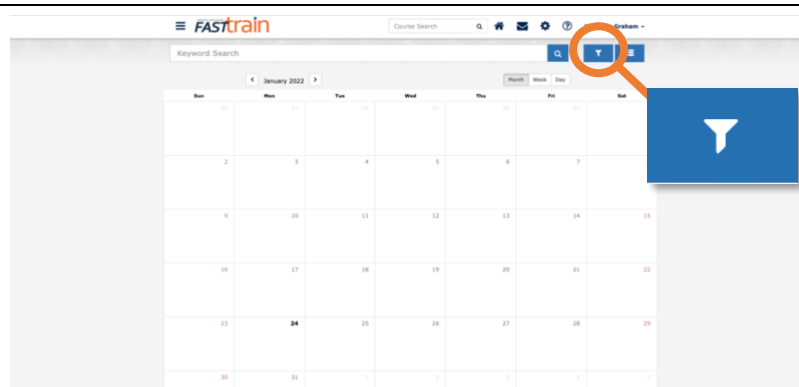 FASTtrain
Course Search
Graham
Keyword Search
January 2022
Month Week Day
Sun Mon Tue Wed Thu Fri Sat
26 27 28 29 30 31
2 3 4 5 6 7
9 10 11 12 13 14 15
16 17 18 19 20 21 22
23 24 25 26 27 28 29
30 31 1 2 3 4 5